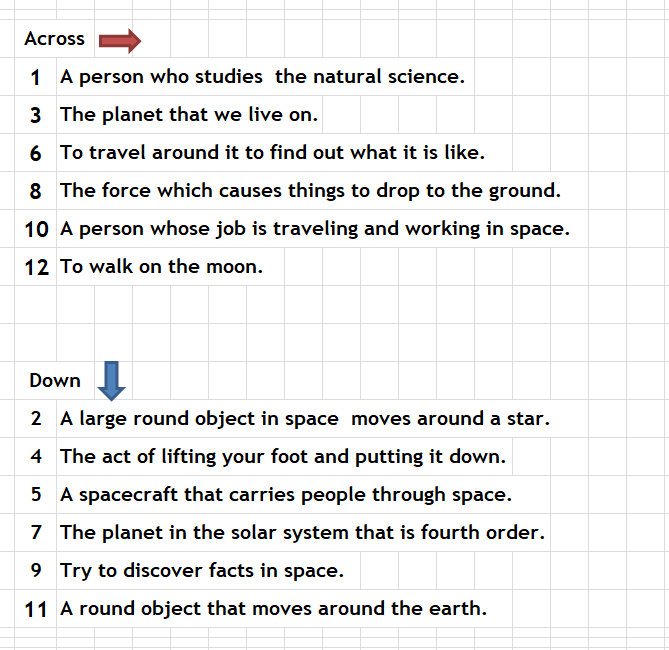 Across
1 A person who studies  the natural science.
3 The planet that we live on.
6 To travel around it to find out what it is like.
8 The force which causes things to drop to the ground.
10 A person whose job is traveling and working in space.
12 To walk on the moon.
Down
2 A large round object in space  moves around a star.
4 The act of lifting your foot and putting it down.
5 A spacecraft that carries people through space.
7 The planet in the solar system that is fourth order.
9 Try to discover facts in space.
11 A round object that moves around the earth.